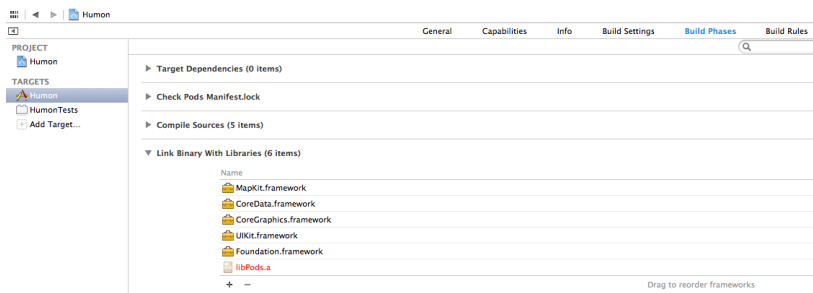 Humon
General Capabilities Info Build Settings Build Phases Build Rules
PROJECT
Humon
TARGETS
Humon
HumonTests
Add Target...
Target Dependencies (0 items)
Check Pods Manifest.lock
Compile Sources (5 items)
Link Binary With Libraries (6 items)
Name
MapKit.framework
CoreData.framework
CoreGraphics.framework
UIKit.framework
Foundation.framework
libPods.a
+ −
Drag to reorder frameworks